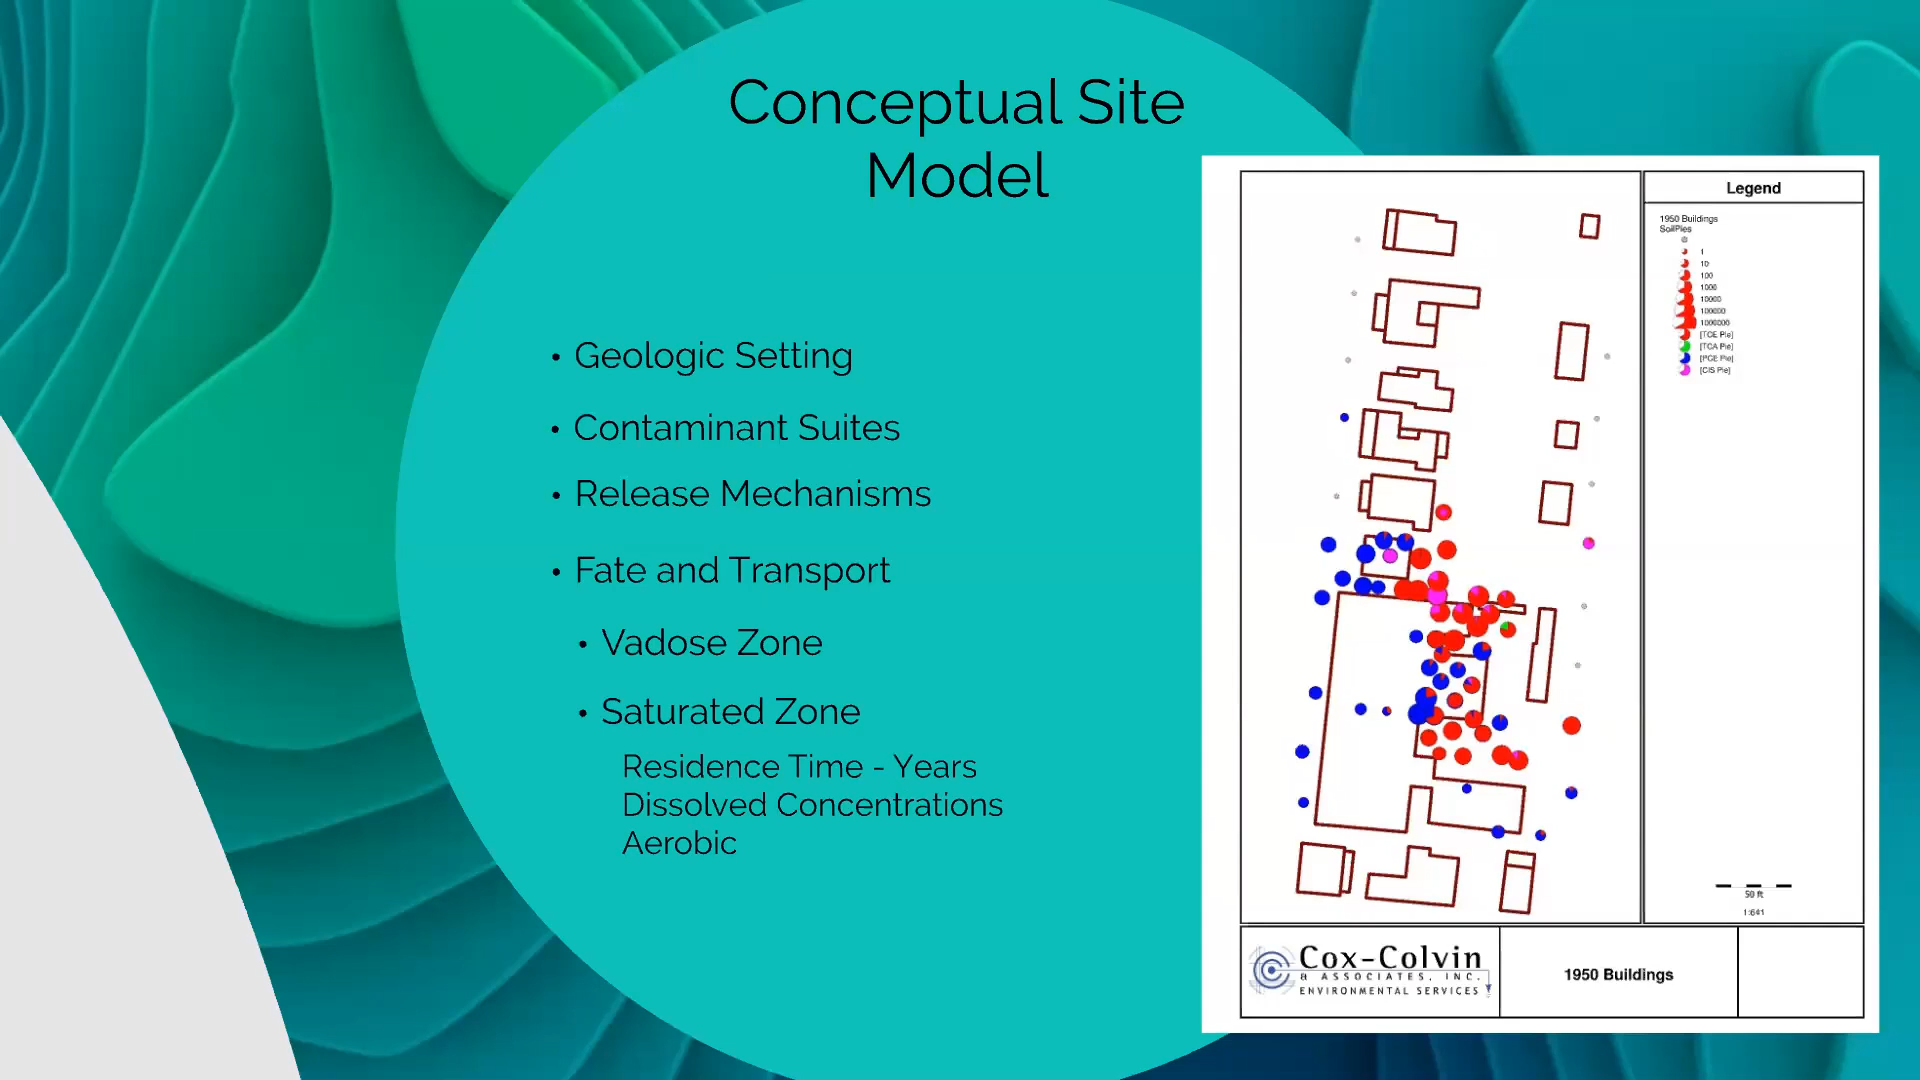 Conceptual Site
Model
• Geologic Setting
• Contaminant Suites
• Release Mechanisms
• Fate and Transport
• Vadose Zone
• Saturated Zone
Residence Time - Years
Dissolved Concentrations
Aerobic
Legend
1950 Buildings
SoilPies
1
10
100
1000
10000
100000
1000000
[TCE Pie]
[TCA Pie]
[PCE Pie]
[CIS Pie]
50 ft
1:641
Cox-Colvin
& ASSOCIATES, INC.
ENVIRONMENTAL SERVICES
1950 Buildings